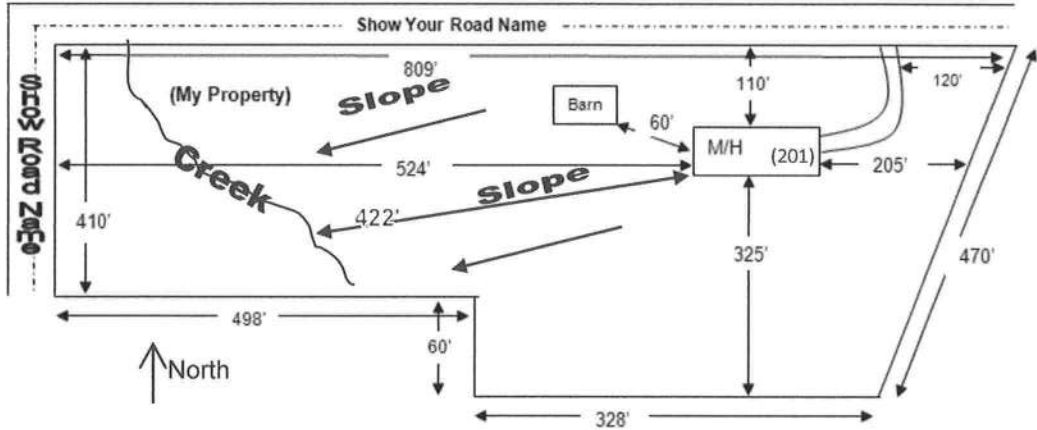 Show Your Road Name
Show Road Name
809'
110'
120'
(My Property)
Slope
Barn
60'
M/H
(201)
Creek
524'
205'
Slope
410'
422'
325'
470'
498'
60'
North
328'